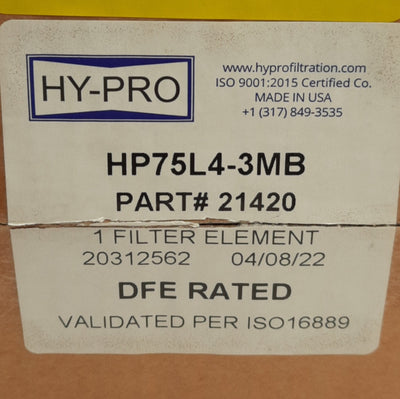 HY-PRO
www.hyprofiltration.com
ISO 9001:2015 Certified Co.
MADE IN USA
+1 (317) 849-3535
HP75L4-3MB
PART# 21420
1 FILTER ELEMENT
20312562 04/08/22
DFE RATED
VALIDATED PER ISO16889